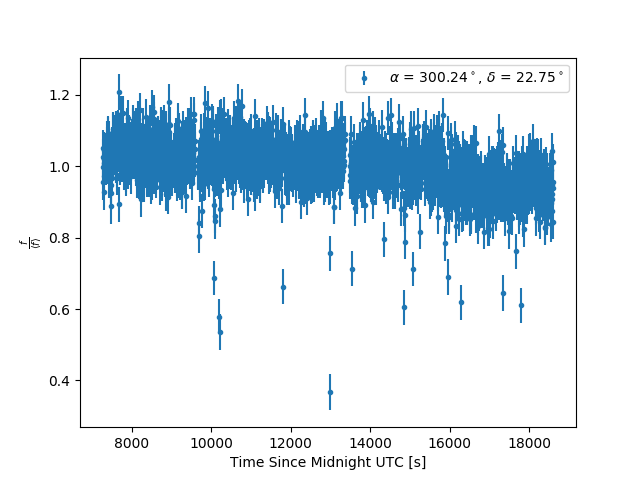 α = 300.24°, δ = 22.75°
1.2
1.0
0.8
0.6
0.4
f/⟨f⟩
8000 10000 12000 14000 16000 18000
Time Since Midnight UTC [s]